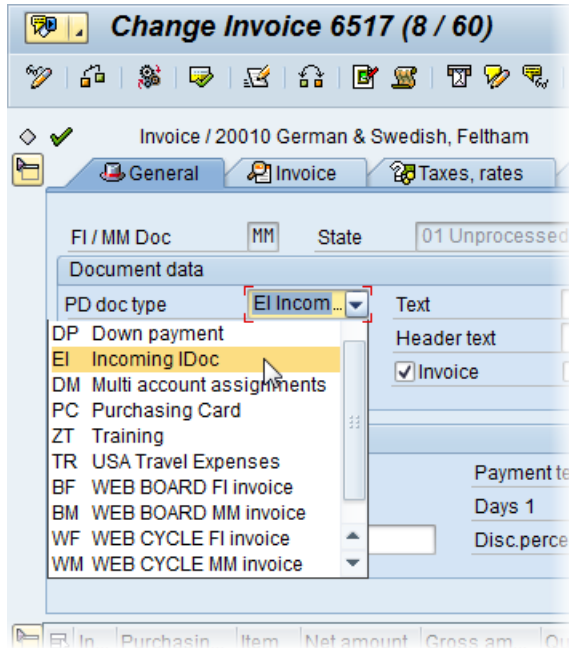 Change Invoice 6517 (8 / 60)
Invoice / 20010 German & Swedish, Feltham
General Invoice Taxes, rates
FI / MM Doc MM State 01 Unprocessed
Document data
PD doc type EI Incom... Text
DP Down payment
Header text
EI Incoming IDoc
Invoice
DM Multi account assignments
PC Purchasing Card
ZT Training
TR USA Travel Expenses
Payment te
BF WEB BOARD FI invoice
Days 1
BM WEB BOARD MM invoice
WF WEB CYCLE FI invoice
Disc.perce
WM WEB CYCLE MM invoice
In Purchasin Item Net amount Gross am Qu